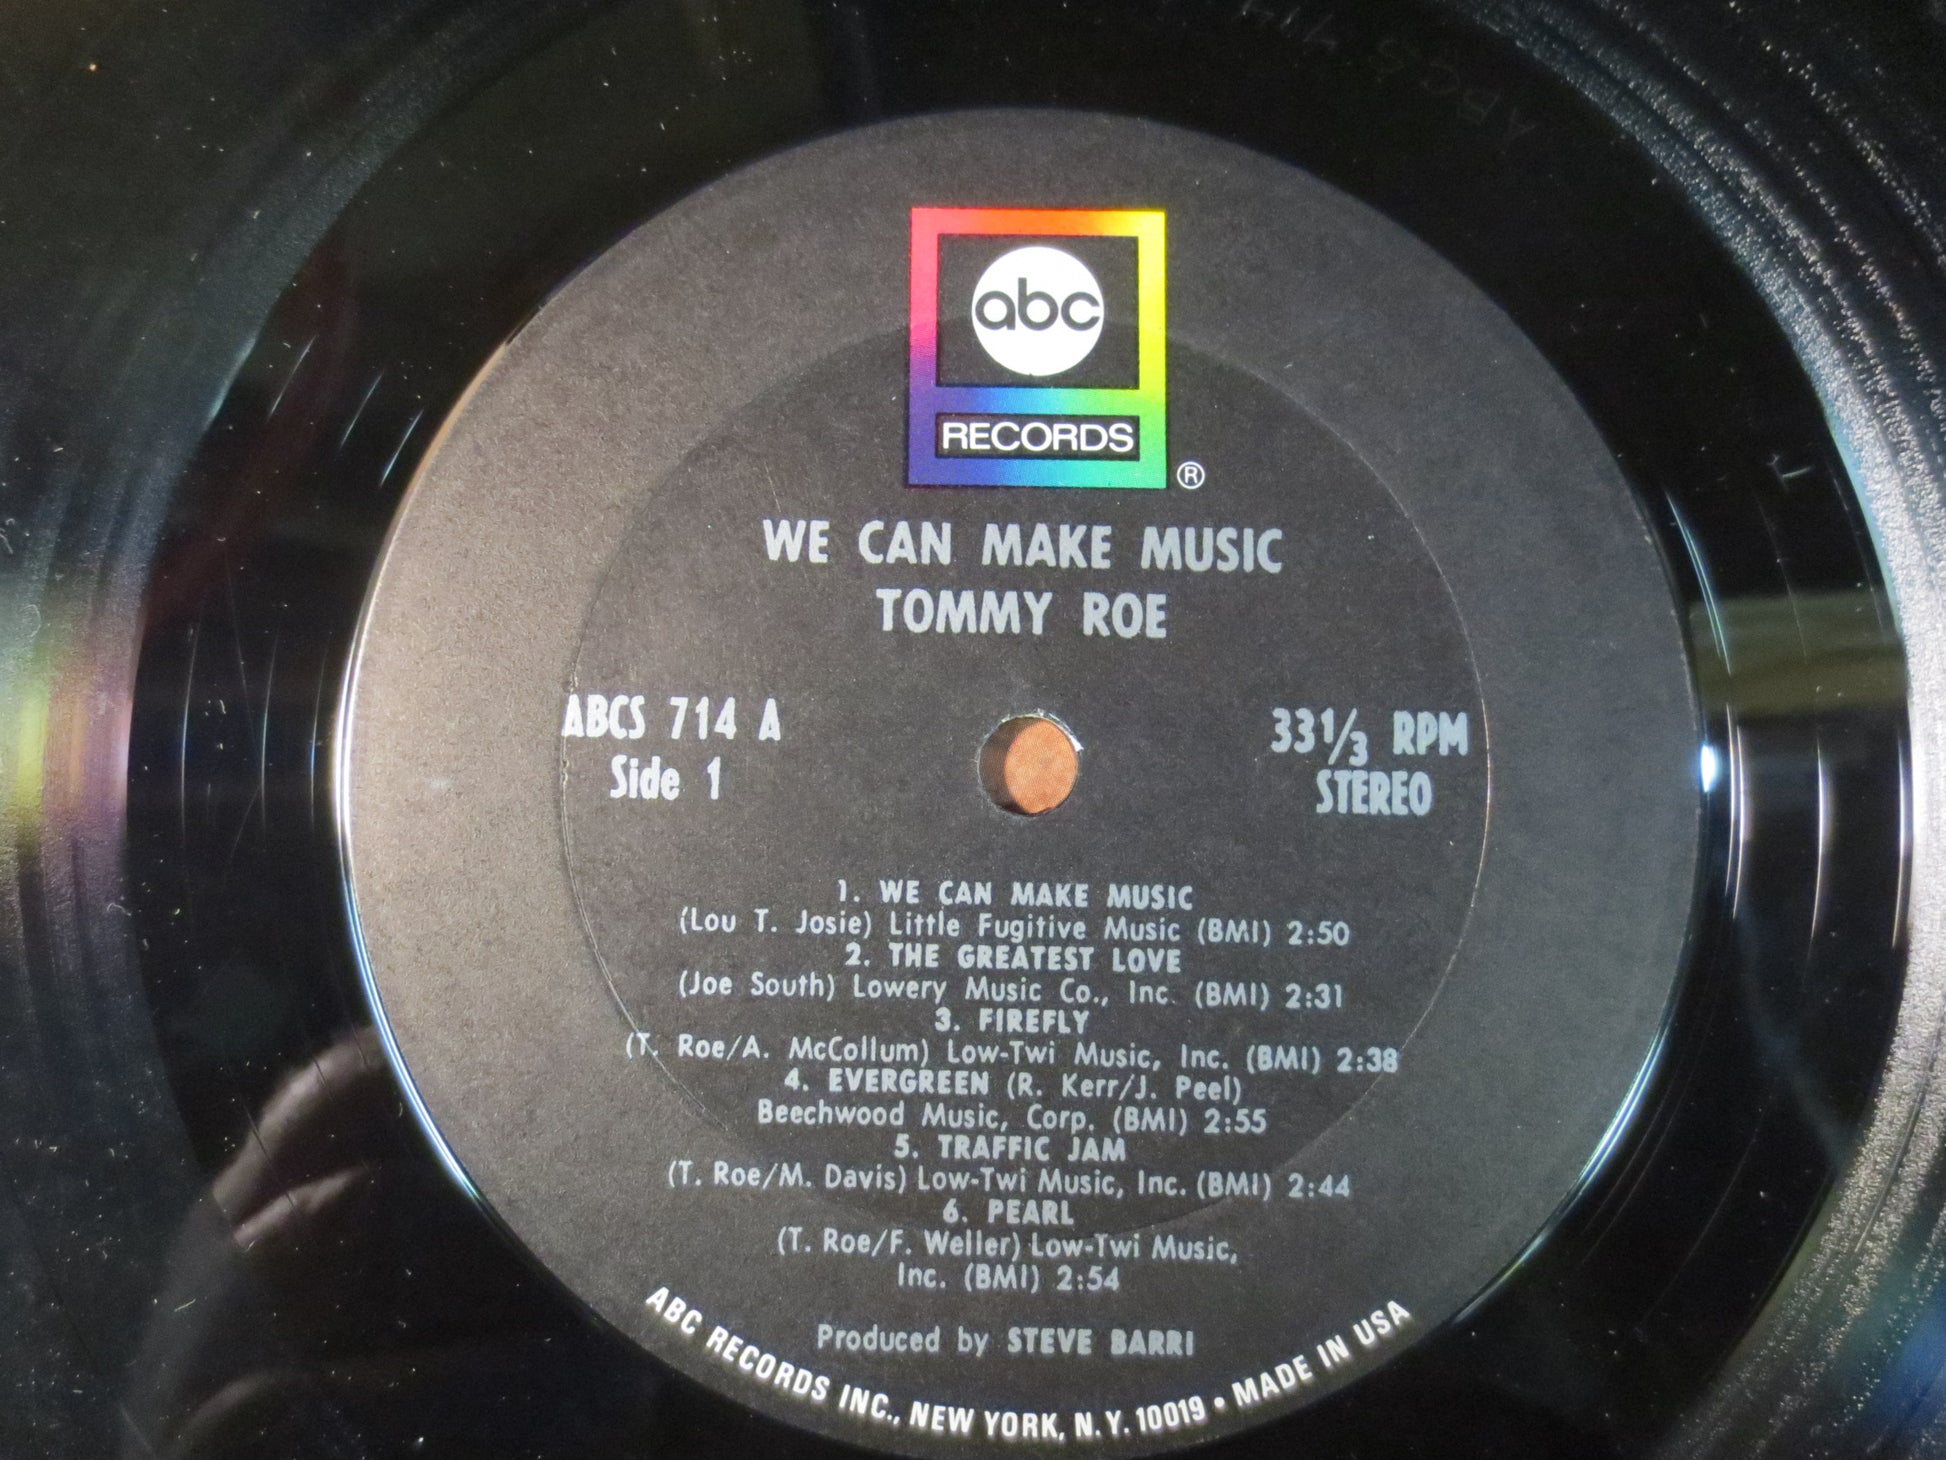 ABCS 714
abc
RECORDS
®
WE CAN MAKE MUSIC
TOMMY ROE
ABCS 714 A
Side 1
33 1/3 RPM
STEREO
1. WE CAN MAKE MUSIC
(Lou T. Josie) Little Fugitive Music (BMI) 2:50
2. THE GREATEST LOVE
(Joe South) Lowery Music Co., Inc. (BMI) 2:31
3. FIREFLY
(T. Roe/A. McCollum) Low-Twi Music, Inc. (BMI) 2:38
4. EVERGREEN (R. Kerr/J. Peel)
Beechwood Music, Corp. (BMI) 2:55
5. TRAFFIC JAM
(T. Roe/M. Davis) Low-Twi Music, Inc. (BMI) 2:44
6. PEARL
(T. Roe/F. Weller) Low-Twi Music,
Inc. (BMI) 2:54
Produced by STEVE BARRI
ABC RECORDS INC., NEW YORK, N.Y. 10019 • MADE IN USA